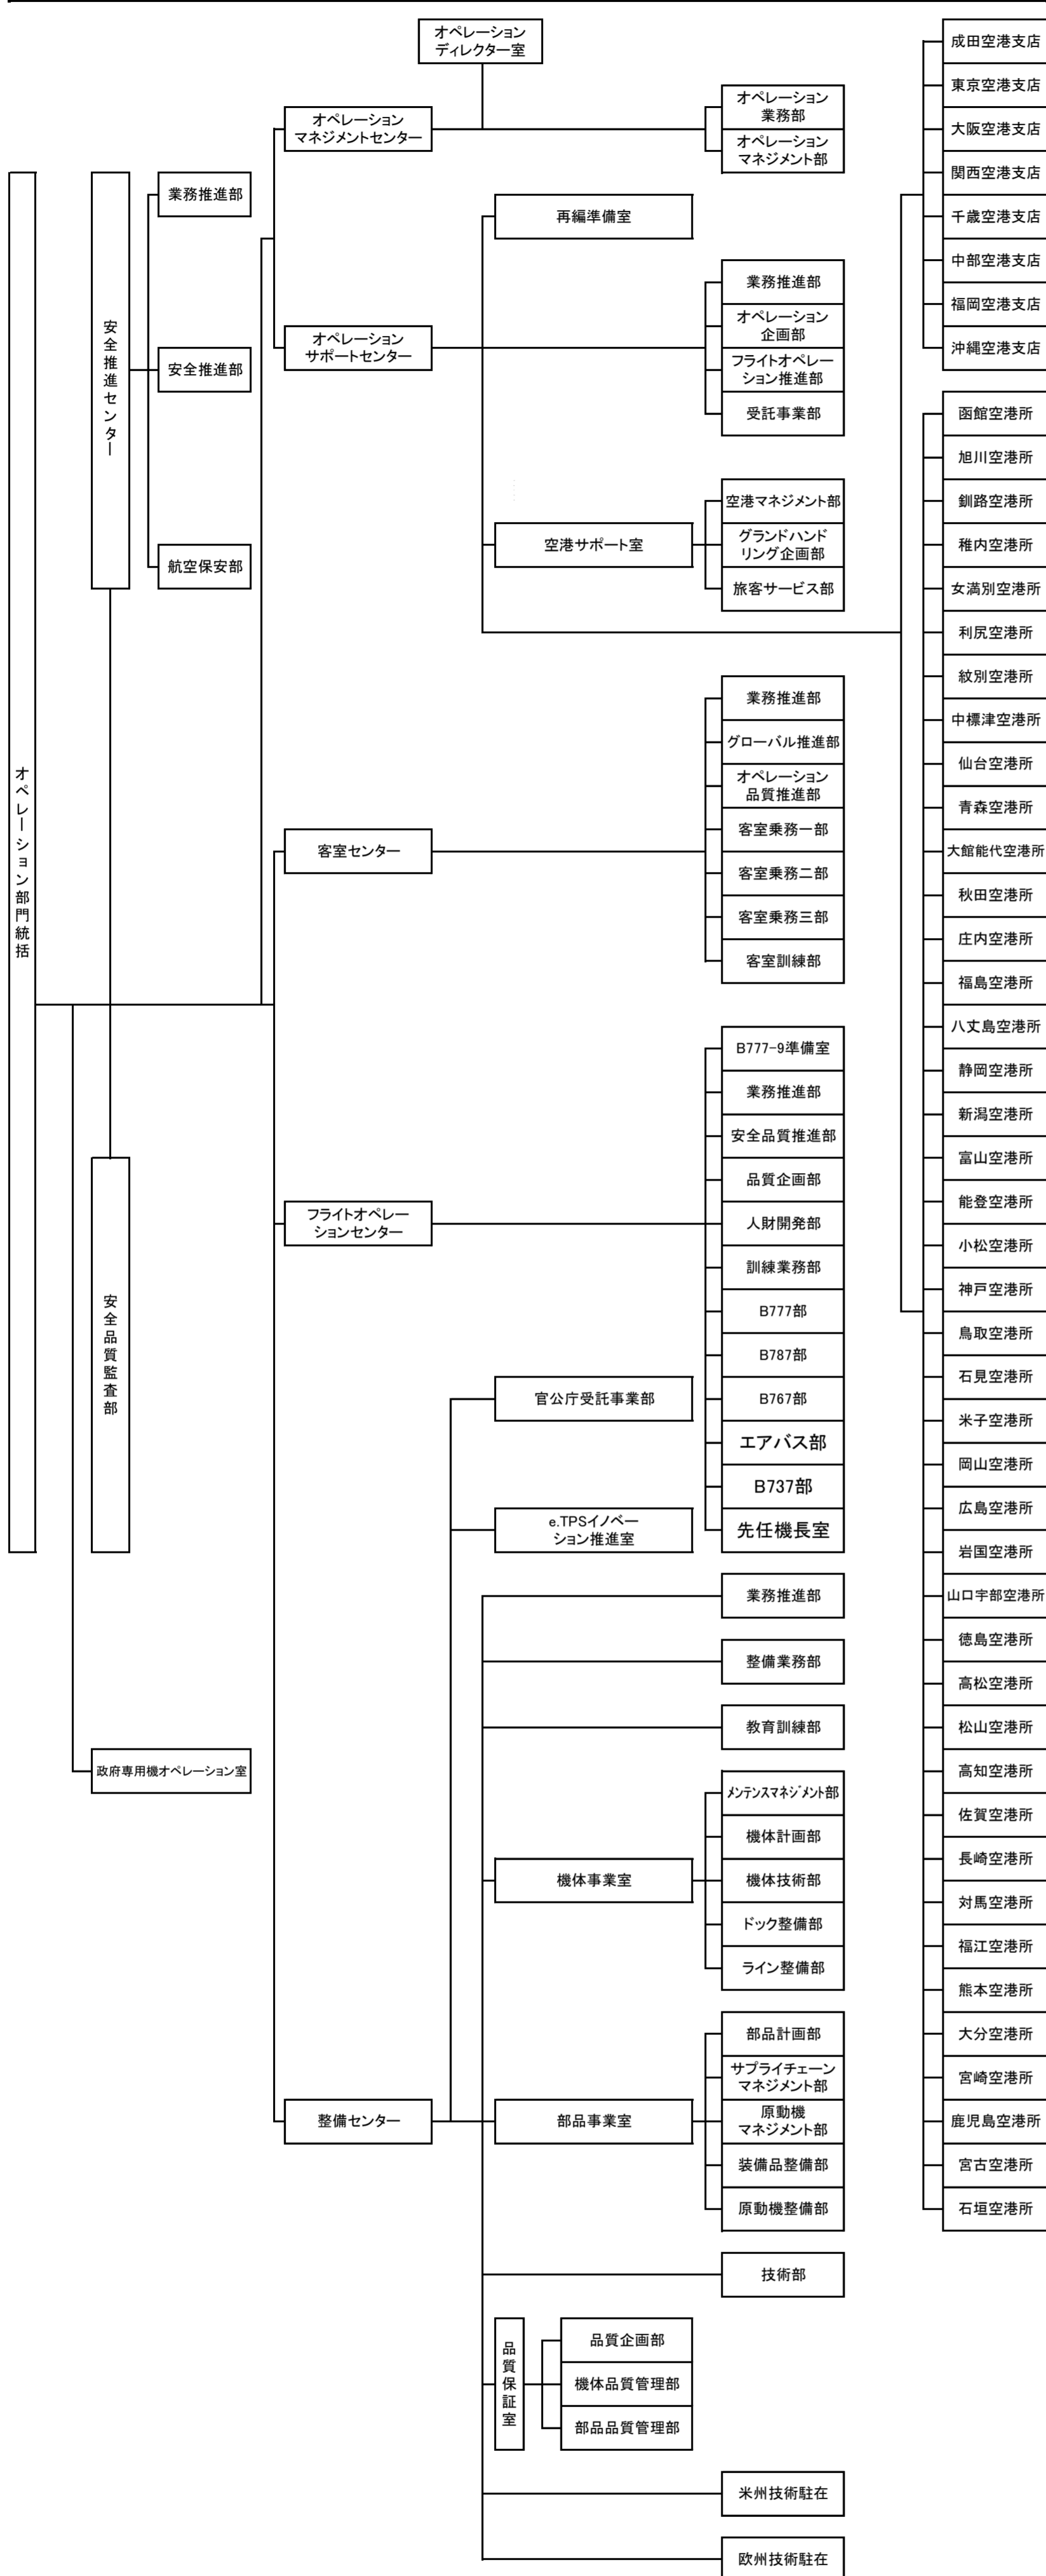 オペレーション部門統括
安全推進センター
業務推進部
安全推進部
航空保安部
安全品質監査部
政府専用機オペレーション室
オペレーション
ディレクター室
オペレーション
マネジメントセンター
オペレーション
業務部
オペレーション
マネジメント部
オペレーション
サポートセンター
再編準備室
業務推進部
オペレーション
企画部
フライトオペレー
ション推進部
受託事業部
空港サポート室
空港マネジメント部
グランドハンド
リング企画部
旅客サービス部
成田空港支店
東京空港支店
大阪空港支店
関西空港支店
千歳空港支店
中部空港支店
福岡空港支店
沖縄空港支店
函館空港所
旭川空港所
釧路空港所
稚内空港所
女満別空港所
利尻空港所
紋別空港所
中標津空港所
仙台空港所
青森空港所
大館能代空港所
秋田空港所
庄内空港所
福島空港所
八丈島空港所
静岡空港所
新潟空港所
富山空港所
能登空港所
小松空港所
神戸空港所
鳥取空港所
石見空港所
米子空港所
岡山空港所
広島空港所
岩国空港所
山口宇部空港所
徳島空港所
高松空港所
松山空港所
高知空港所
佐賀空港所
長崎空港所
対馬空港所
福江空港所
熊本空港所
大分空港所
宮崎空港所
鹿児島空港所
宮古空港所
石垣空港所
客室センター
業務推進部
グローバル推進部
オペレーション
品質推進部
客室乗務一部
客室乗務二部
客室乗務三部
客室訓練部
フライトオペレー
ションセンター
B777-9準備室
業務推進部
安全品質推進部
品質企画部
人財開発部
訓練業務部
B777部
B787部
B767部
エアバス部
B737部
先任機長室
整備センター
官公庁受託事業部
e.TPSイノベー
ション推進室
業務推進部
整備業務部
教育訓練部
機体事業室
メンテンスマネジメント部
機体計画部
機体技術部
ドック整備部
ライン整備部
部品事業室
部品計画部
サプライチェーン
マネジメント部
原動機
マネジメント部
装備品整備部
原動機整備部
技術部
品質保証室
品質企画部
機体品質管理部
部品品質管理部
米州技術駐在
欧州技術駐在